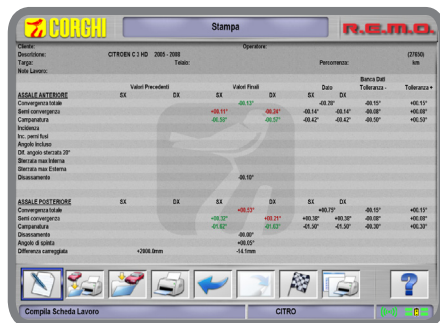 CORGHI Stampa R.E.M.O.
Cliente: Operatore:
Descrizione: CITROEN C 3 HD 2005 - 2008 (27650)
Targa: Telaio: Percorrenza: km
Note Lavoro:
Banca Dati
Valori Precedenti Valori Finali Dato Tolleranza - Tolleranza +
ASSALE ANTERIORE SX DX SX DX SX DX
Convergenza totale -00.13° -00.28° -00.15° +00.15°
Semi convergenza +00.11° -00.24° -00.14° -00.14° -00.08° +00.08°
Campanatura -00.50° -00.57° -00.42° -00.42° -00.50° +00.50°
Incidenza
Inc. perni fusi
Angolo incluso
Diff. angolo sterzata 20°
Sterzata max Interna
Sterzata max Esterna
Disassamento -00.10°
ASSALE POSTERIORE SX DX SX DX SX DX
Convergenza totale +00.53° +00.75° -00.15° +00.15°
Semi convergenza +00.32° +00.21° +00.38° +00.38° -00.08° +00.08°
Campanatura -01.62° -01.63° -01.50° -01.50° -00.30° +00.30°
Disassamento -00.00°
Angolo di spinta +00.05°
Differenza carreggiata +2000.0mm -14.1mm
?
Compila Scheda Lavoro CITRO